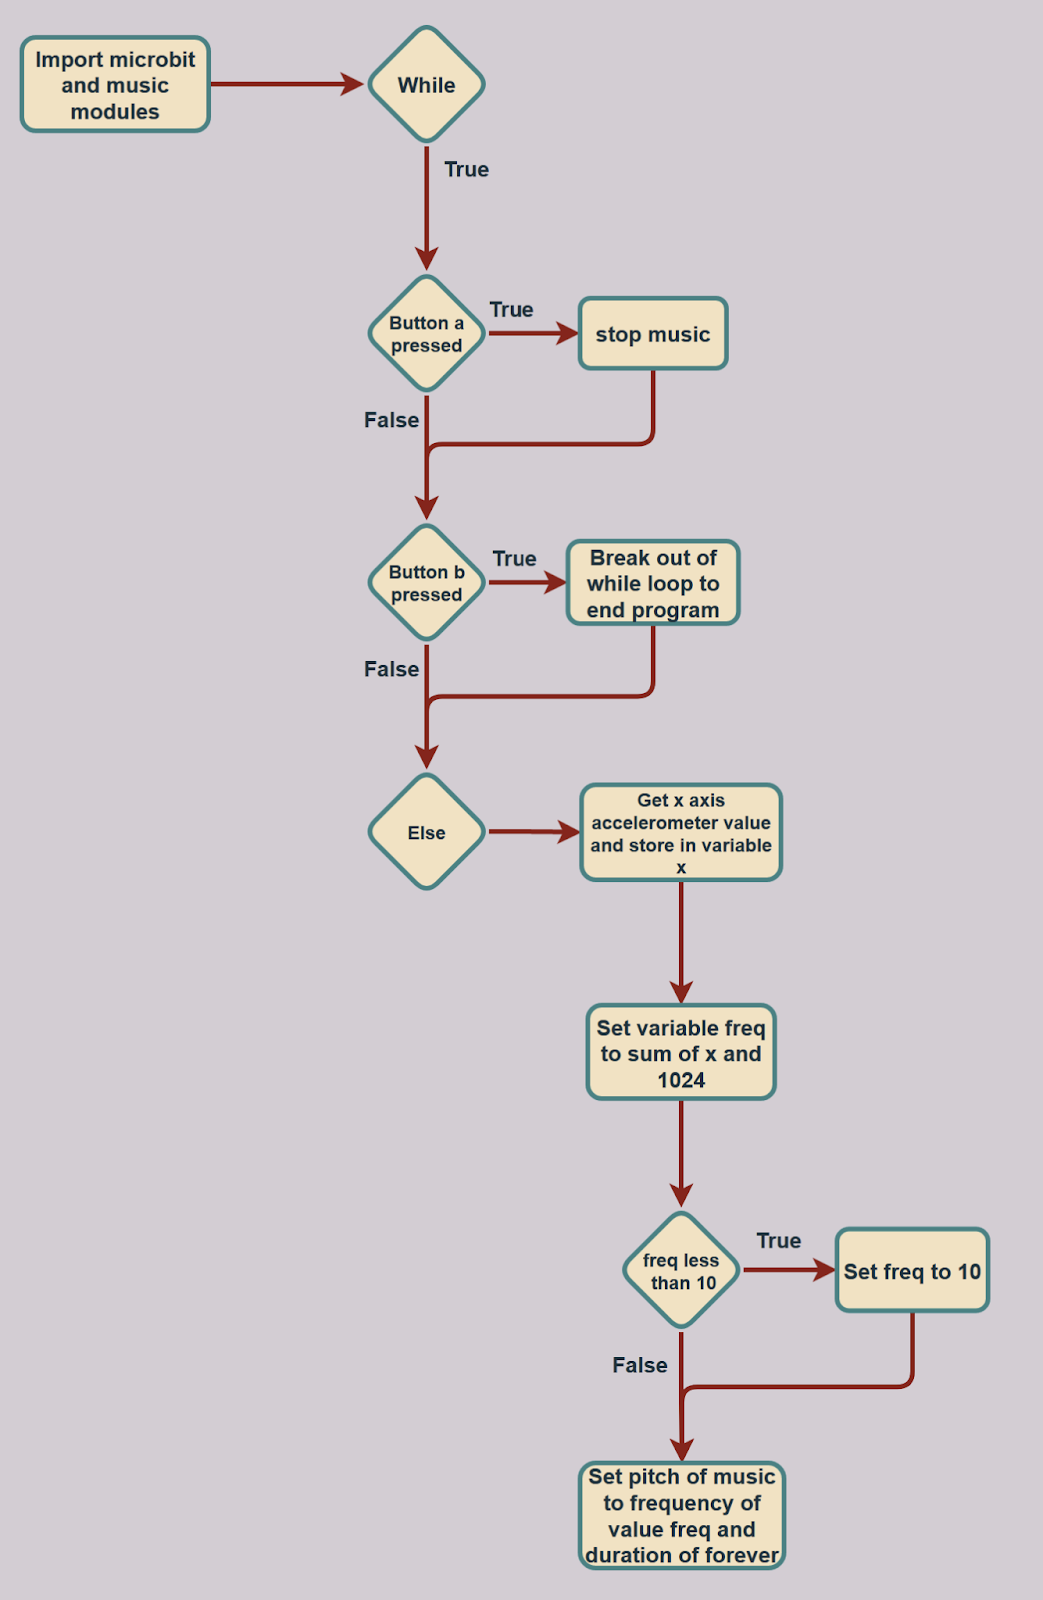 Import microbit
and music
modules
While
True
Button a
pressed
True
stop music
False
Button b
pressed
True
Break out of
while loop to
end program
False
Else
Get x axis
accelerometer value
and store in variable
x
Set variable freq
to sum of x and
1024
freq less
than 10
True
Set freq to 10
False
Set pitch of music
to frequency of
value freq and
duration of forever